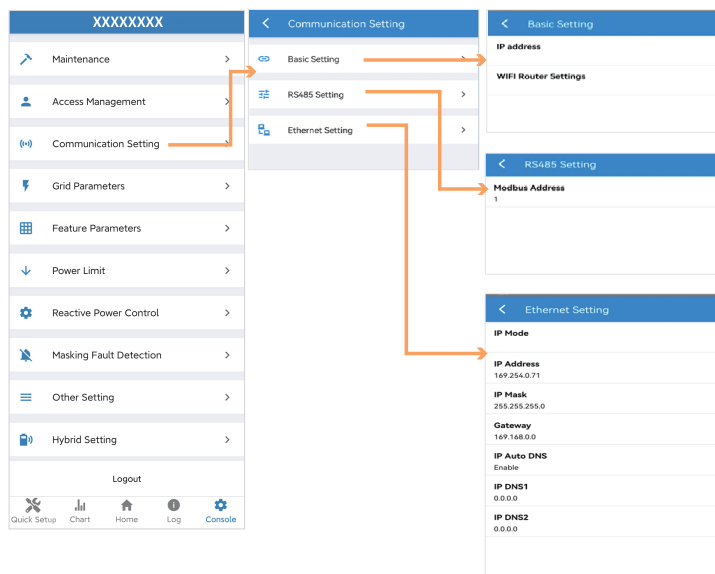 XXXXXXXX
Maintenance
Access Management
Communication Setting
Grid Parameters
Feature Parameters
Power Limit
Reactive Power Control
Masking Fault Detection
Other Setting
Hybrid Setting
Logout
Quick Setup
Chart
Home
Log
Console
Communication Setting
Basic Setting
RS485 Setting
Ethernet Setting
Basic Setting
IP address
WIFI Router Settings
RS485 Setting
Modbus Address
1
Ethernet Setting
IP Mode
IP Address
169.254.0.71
IP Mask
255.255.255.0
Gateway
169.168.0.0
IP Auto DNS
Enable
IP DNS1
0.0.0.0
IP DNS2
0.0.0.0